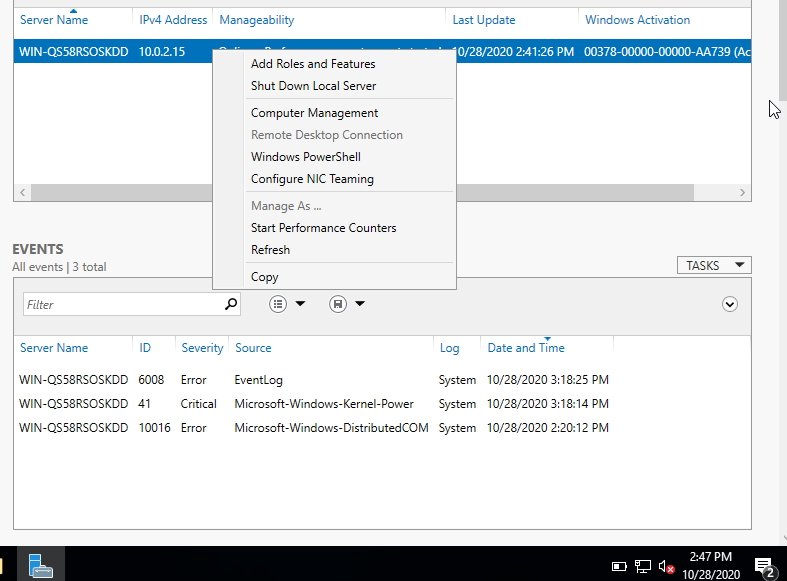 Server Name IPv4 Address Manageability Last Update Windows Activation
WIN-QS58RSOSKDD 10.0.2.15 10/28/2020 2:41:26 PM 00378-00000-00000-AA739 (Ac
Add Roles and Features
Shut Down Local Server
Computer Management
Remote Desktop Connection
Windows PowerShell
Configure NIC Teaming
Manage As ...
Start Performance Counters
Refresh
Copy
EVENTS
All events | 3 total
TASKS
Filter
Server Name ID Severity Source Log Date and Time
WIN-QS58RSOSKDD 6008 Error EventLog System 10/28/2020 3:18:25 PM
WIN-QS58RSOSKDD 41 Critical Microsoft-Windows-Kernel-Power System 10/28/2020 3:18:14 PM
WIN-QS58RSOSKDD 10016 Error Microsoft-Windows-DistributedCOM System 10/28/2020 2:20:12 PM
2:47 PM
10/28/2020
2